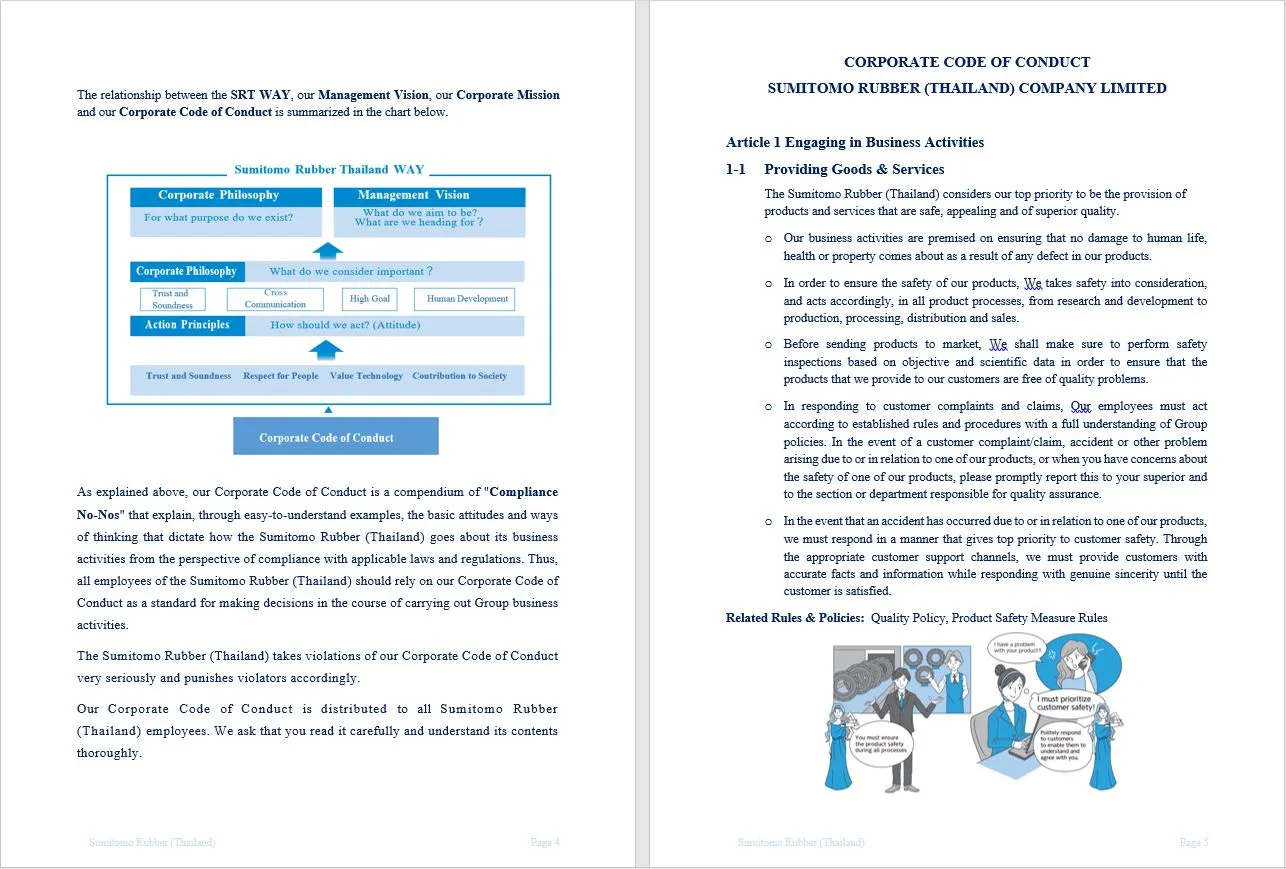 The relationship between the SRT WAY, our Management Vision, our Corporate Mission
and our Corporate Code of Conduct is summarized in the chart below.
Sumitomo Rubber Thailand WAY
Corporate Philosophy
Management Vision
For what purpose do we exist?
What do we aim to be?
What are we heading for ?
Corporate Philosophy
What do we consider important ?
Trust and
Soundness
Cross
Communication
High Goal
Human Development
Action Principles
How should we act? (Attitude)
Trust and Soundness Respect for People Value Technology Contribution to Society
Corporate Code of Conduct
As explained above, our Corporate Code of Conduct is a compendium of "Compliance
No-Nos" that explain, through easy-to-understand examples, the basic attitudes and ways
of thinking that dictate how the Sumitomo Rubber (Thailand) goes about its business
activities from the perspective of compliance with applicable laws and regulations. Thus,
all employees of the Sumitomo Rubber (Thailand) should rely on our Corporate Code of
Conduct as a standard for making decisions in the course of carrying out Group business
activities.
The Sumitomo Rubber (Thailand) takes violations of our Corporate Code of Conduct
very seriously and punishes violators accordingly.
Our Corporate Code of Conduct is distributed to all Sumitomo Rubber
(Thailand) employees. We ask that you read it carefully and understand its contents
thoroughly.
Sumitomo Rubber (Thailand)
Page 4
CORPORATE CODE OF CONDUCT
SUMITOMO RUBBER (THAILAND) COMPANY LIMITED
Article 1 Engaging in Business Activities
1-1 Providing Goods & Services
The Sumitomo Rubber (Thailand) considers our top priority to be the provision of
products and services that are safe, appealing and of superior quality.
o Our business activities are premised on ensuring that no damage to human life,
health or property comes about as a result of any defect in our products.
o In order to ensure the safety of our products, We takes safety into consideration,
and acts accordingly, in all product processes, from research and development to
production, processing, distribution and sales.
o Before sending products to market, We shall make sure to perform safety
inspections based on objective and scientific data in order to ensure that the
products that we provide to our customers are free of quality problems.
o In responding to customer complaints and claims, Our employees must act
according to established rules and procedures with a full understanding of Group
policies. In the event of a customer complaint/claim, accident or other problem
arising due to or in relation to one of our products, or when you have concerns about
the safety of one of our products, please promptly report this to your superior and
to the section or department responsible for quality assurance.
o In the event that an accident has occurred due to or in relation to one of our products,
we must respond in a manner that gives top priority to customer safety. Through
the appropriate customer support channels, we must provide customers with
accurate facts and information while responding with genuine sincerity until the
customer is satisfied.
Related Rules & Policies: Quality Policy, Product Safety Measure Rules
I have a problem
with your product!!
I must prioritize
customer safety!
You must ensure
the product safety
during all processes
Politely respond
to customers
to enable them to
understand and
agree with you.
Sumitomo Rubber (Thailand)
Page 5